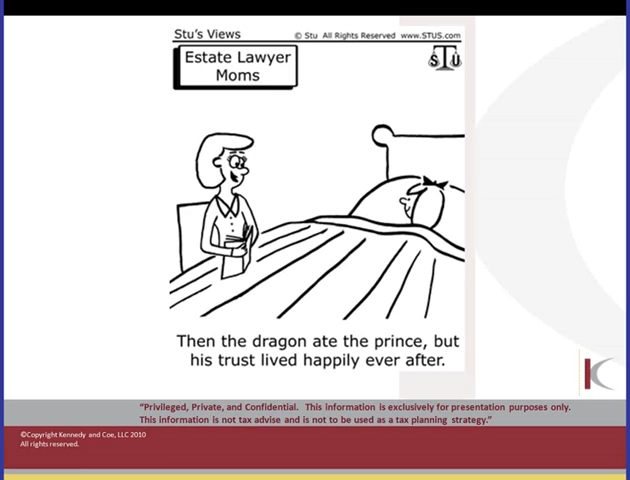 Stu's Views
© Stu All Rights Reserved www.STUS.com
Estate Lawyer
Moms
STU
Then the dragon ate the prince, but
his trust lived happily ever after.
K
“Privileged, Private, and Confidential. This information is exclusively for presentation purposes only.
This information is not tax advise and is not to be used as a tax planning strategy.”
©Copyright Kennedy and Coe, LLC 2010
All rights reserved.